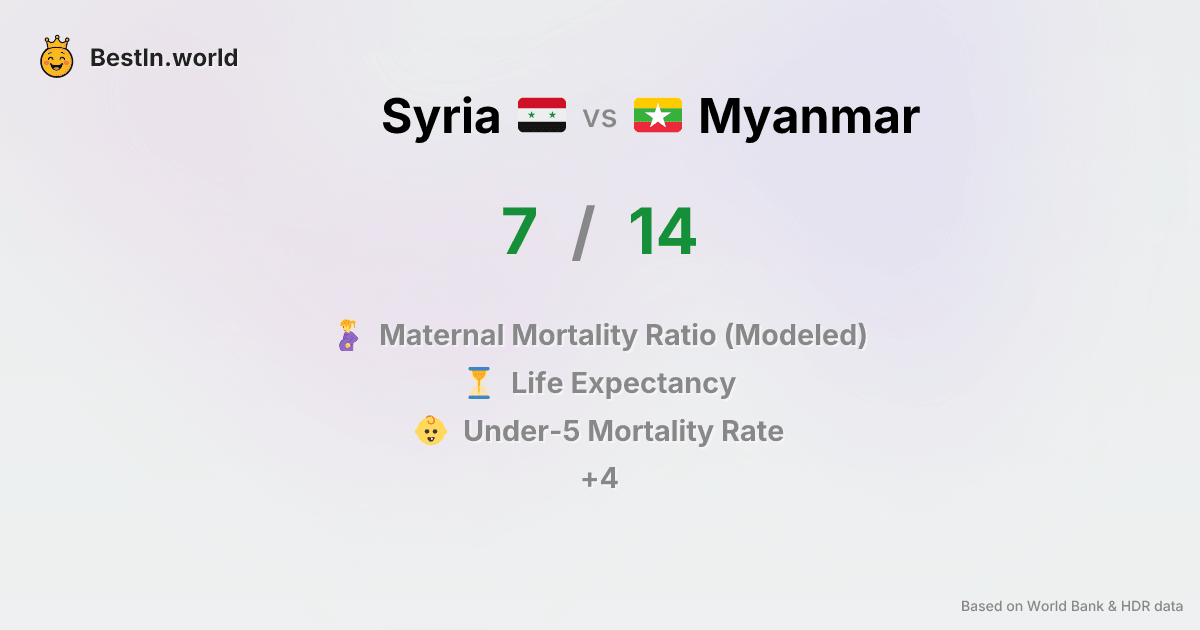 BestIn.world
Syria vs Myanmar
7 / 14
Maternal Mortality Ratio (Modeled)
Life Expectancy
Under-5 Mortality Rate
+4
Based on World Bank & HDR data